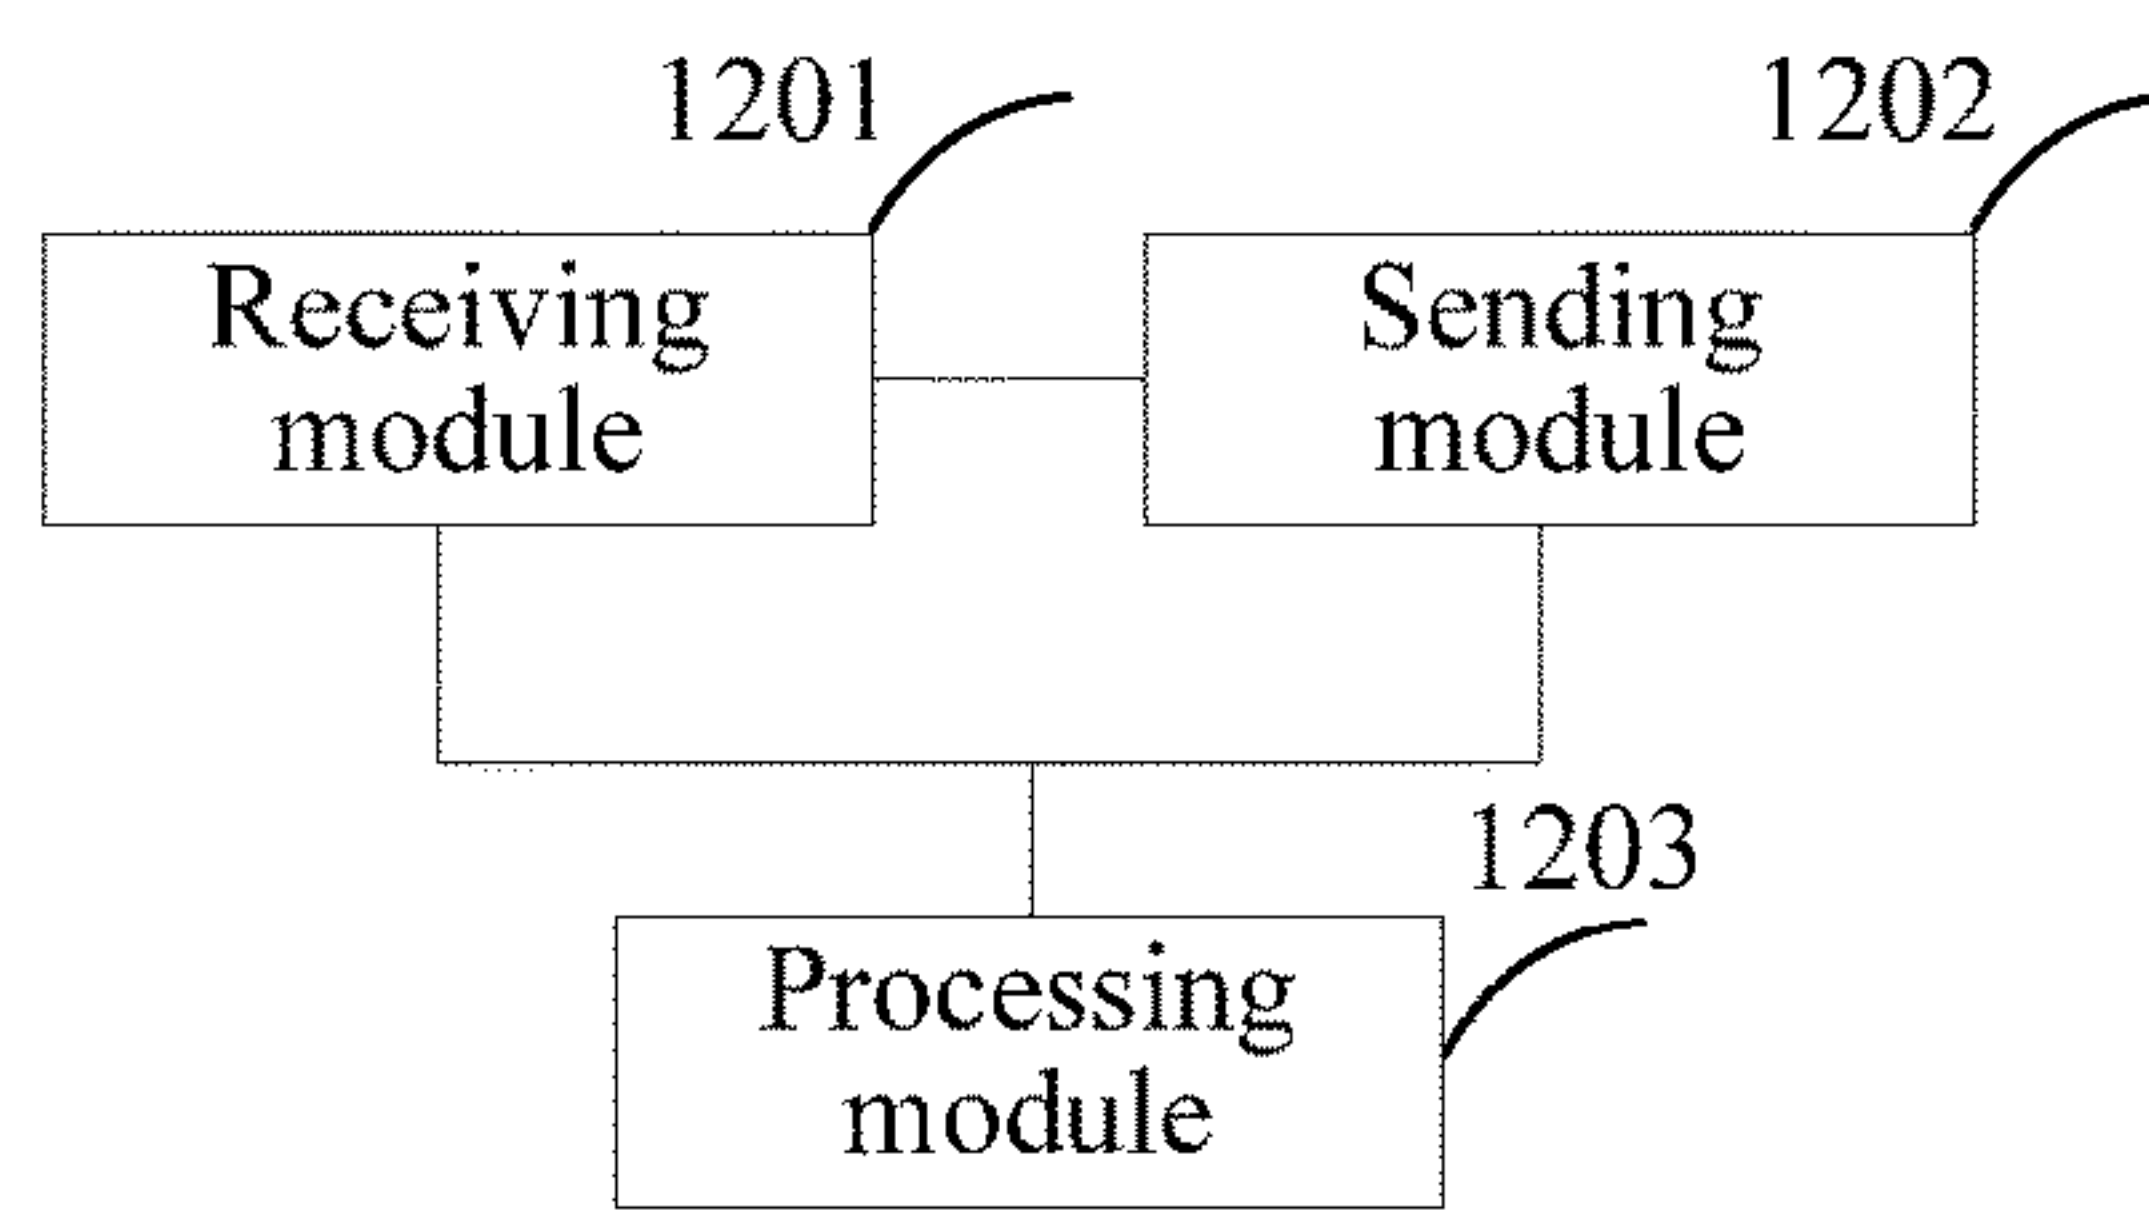 1201
1202
Receiving
module
Sending
module
1203
Processing
module